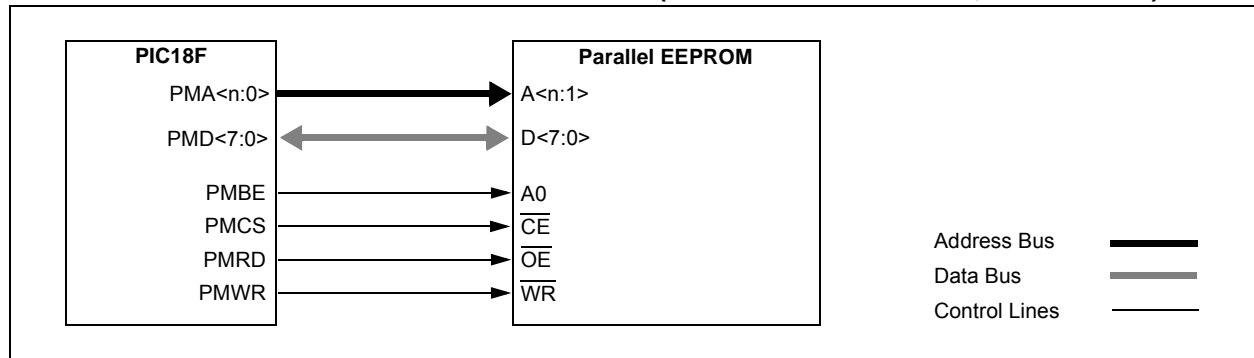 PIC18F
Parallel EEPROM
PMA<n:0>
A<n:1>
PMD<7:0>
D<7:0>
PMBE
A0
PMCS
CE
PMRD
OE
PMWR
WR
Address Bus
Data Bus
Control Lines